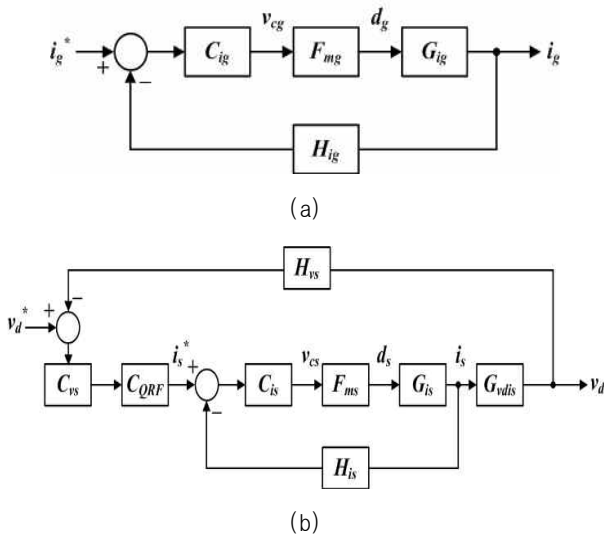 v_cg d_g
i_g* + − C_ig F_mg G_ig i_g
H_ig
(a)
H_vs
v_d* + −
i_s* v_cs d_s i_s
C_vs C_QRF + − C_is F_ms G_is G_vdis v_d
H_is
(b)